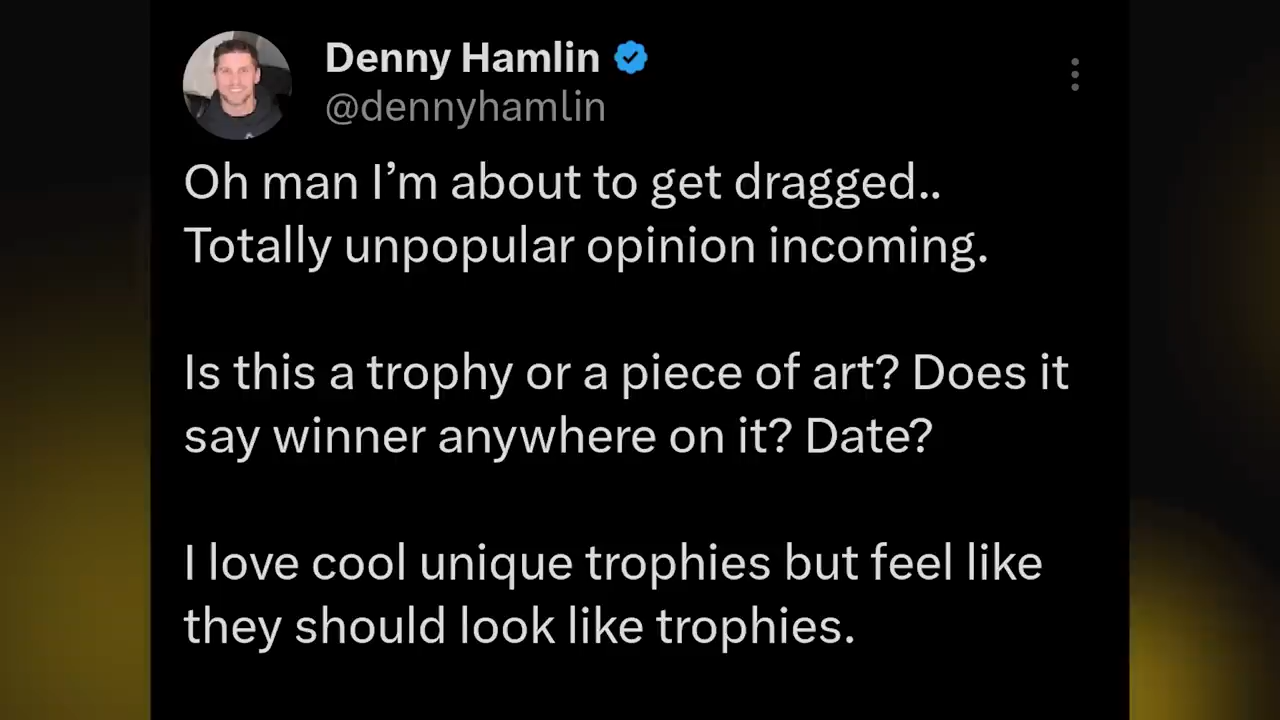 Denny Hamlin
@dennyhamlin
Oh man I’m about to get dragged..
Totally unpopular opinion incoming.
Is this a trophy or a piece of art? Does it
say winner anywhere on it? Date?
I love cool unique trophies but feel like
they should look like trophies.